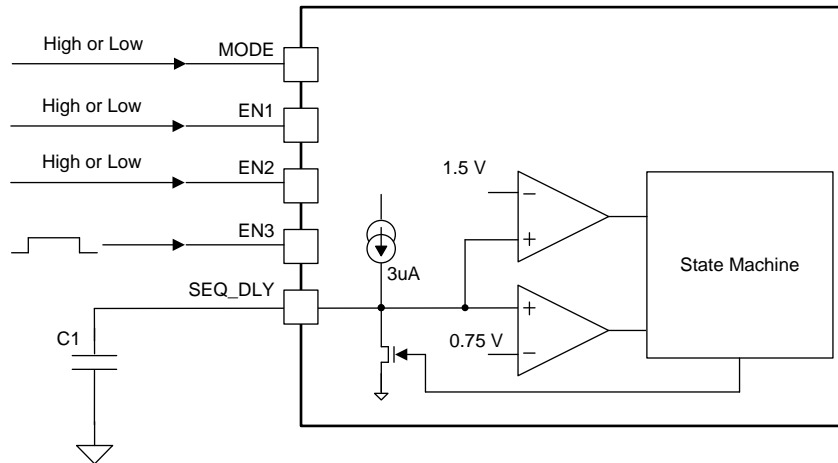 High or Low
MODE
High or Low
EN1
High or Low
EN2
EN3
SEQ_DLY
C1
1.5 V
−
+
3uA
+
0.75 V
−
State Machine